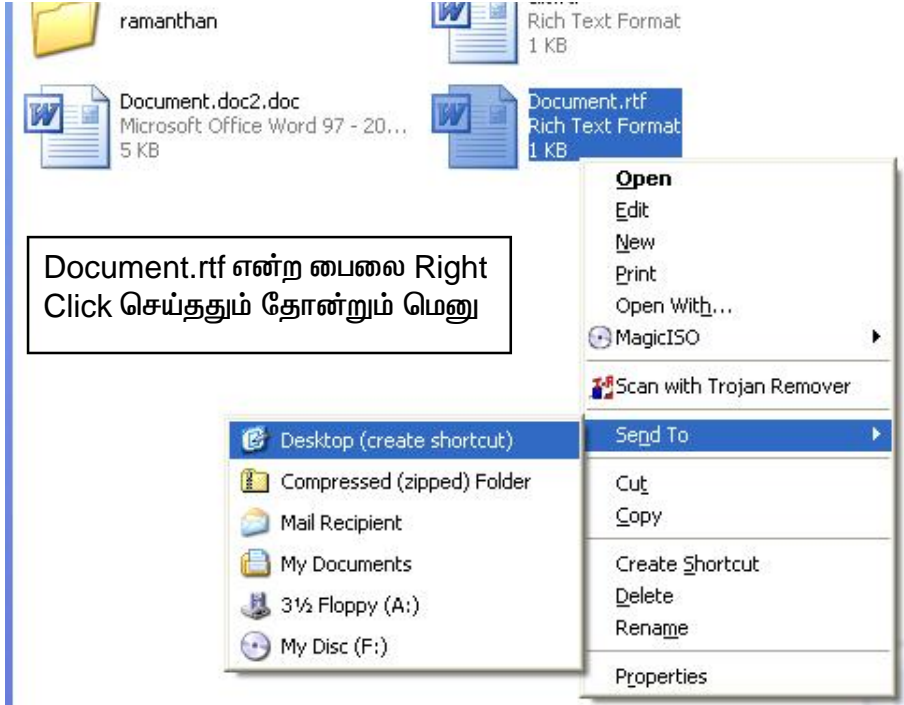 ramanthan
Rich Text Format
1 KB
Document.doc2.doc
Microsoft Office Word 97 - 20...
5 KB
Document.rtf
Rich Text Format
1 KB
Document.rtf என்ற பைலை Right
Click செய்ததும் தோன்றும் மெனு
Open
Edit
New
Print
Open With...
MagicISO
Scan with Trojan Remover
Send To
Cut
Copy
Create Shortcut
Delete
Rename
Properties
Desktop (create shortcut)
Compressed (zipped) Folder
Mail Recipient
My Documents
3½ Floppy (A:)
My Disc (F:)